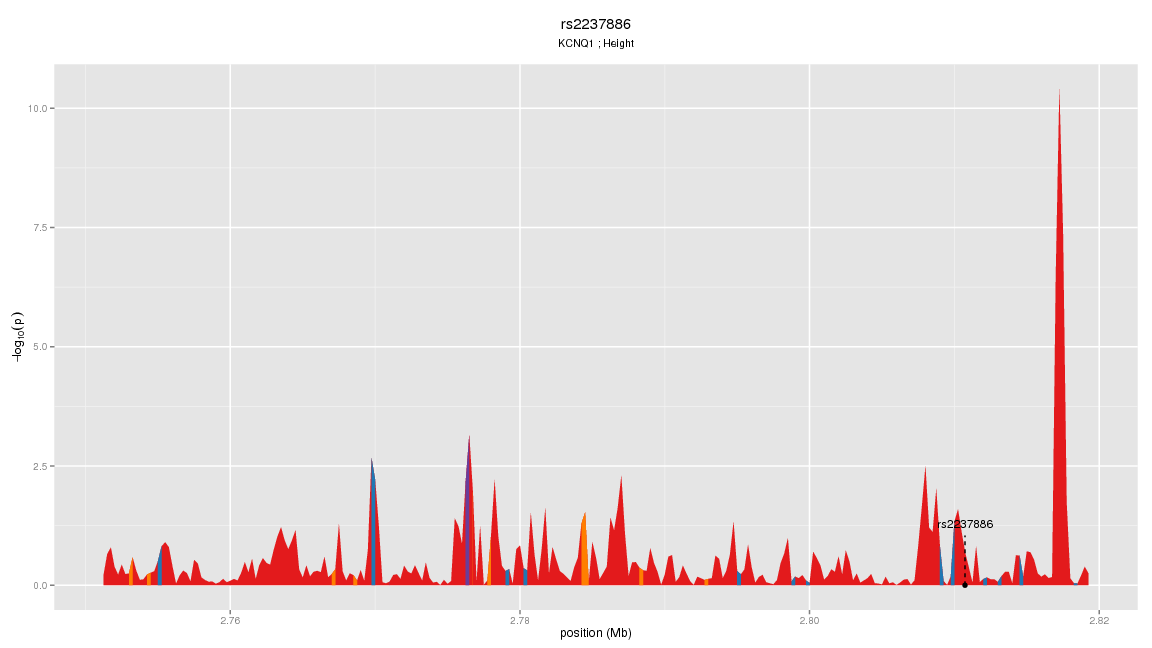 rs2237886
KCNQ1 ; Height
10.0
7.5
5.0
2.5
0.0
−log10(p)
rs2237886
2.76
2.78
2.80
2.82
position (Mb)